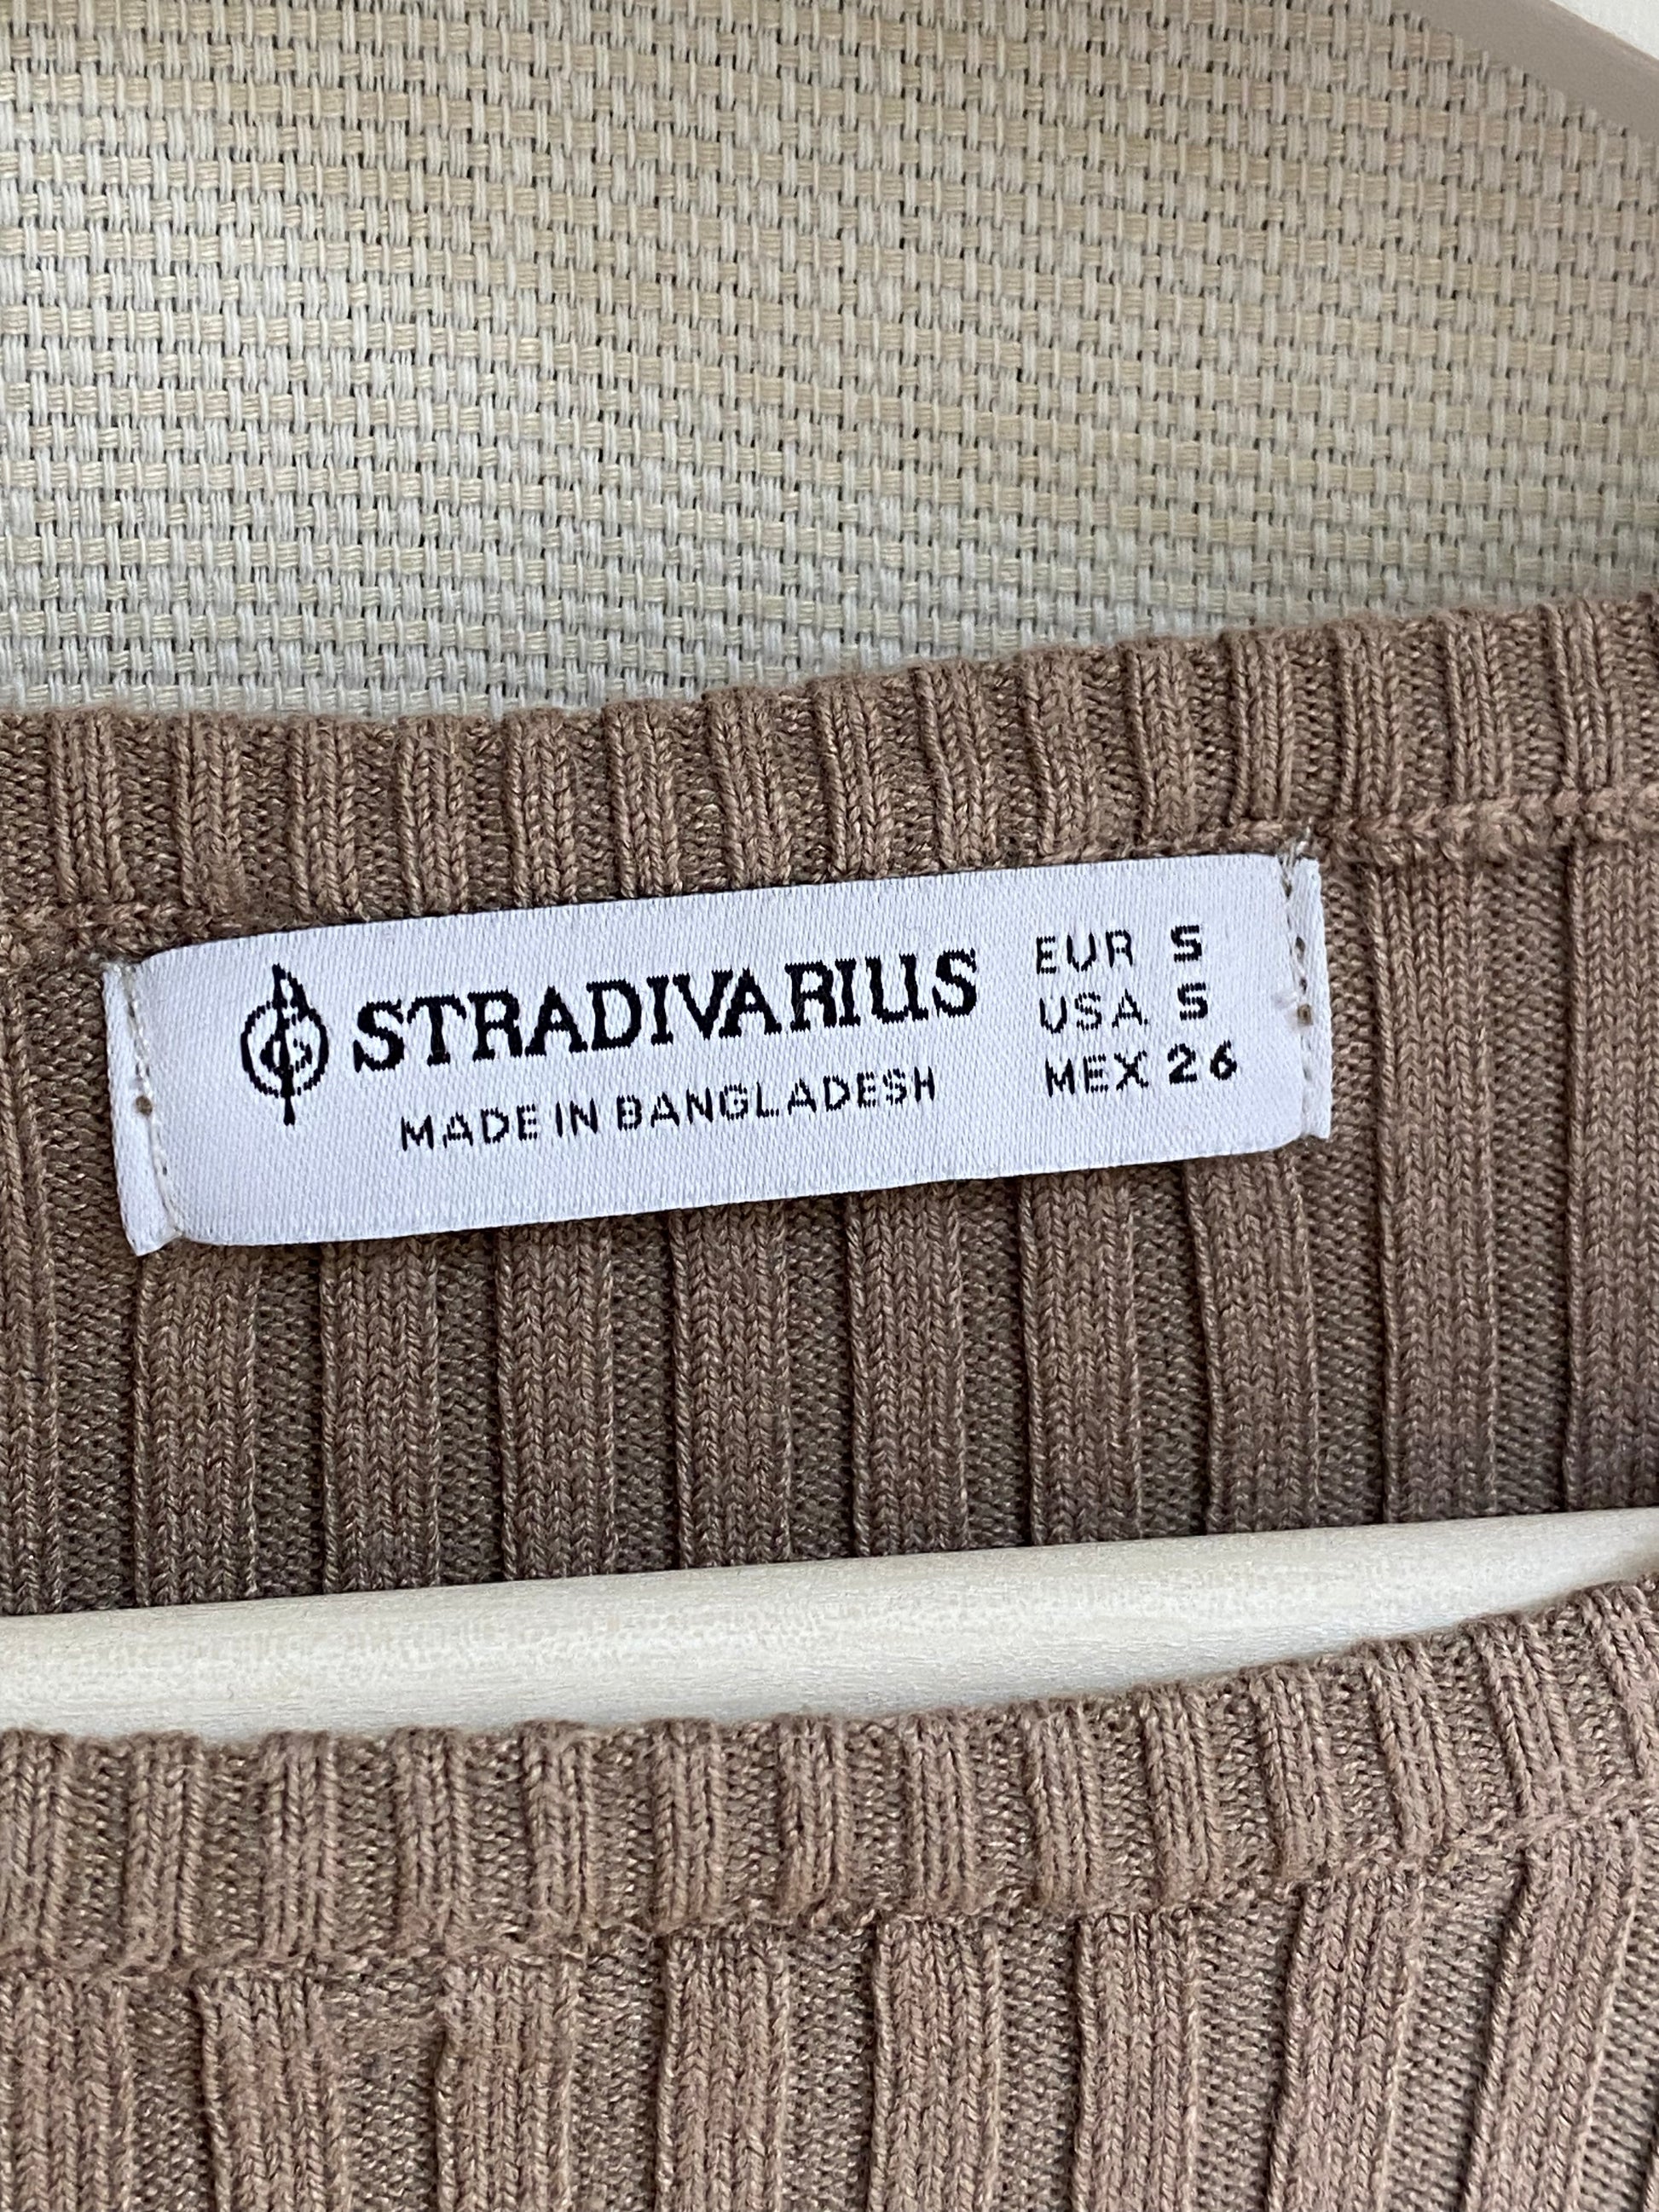 STRADIVARIUS
MADE IN BANGLADESH
EUR S
USA S
MEX 26